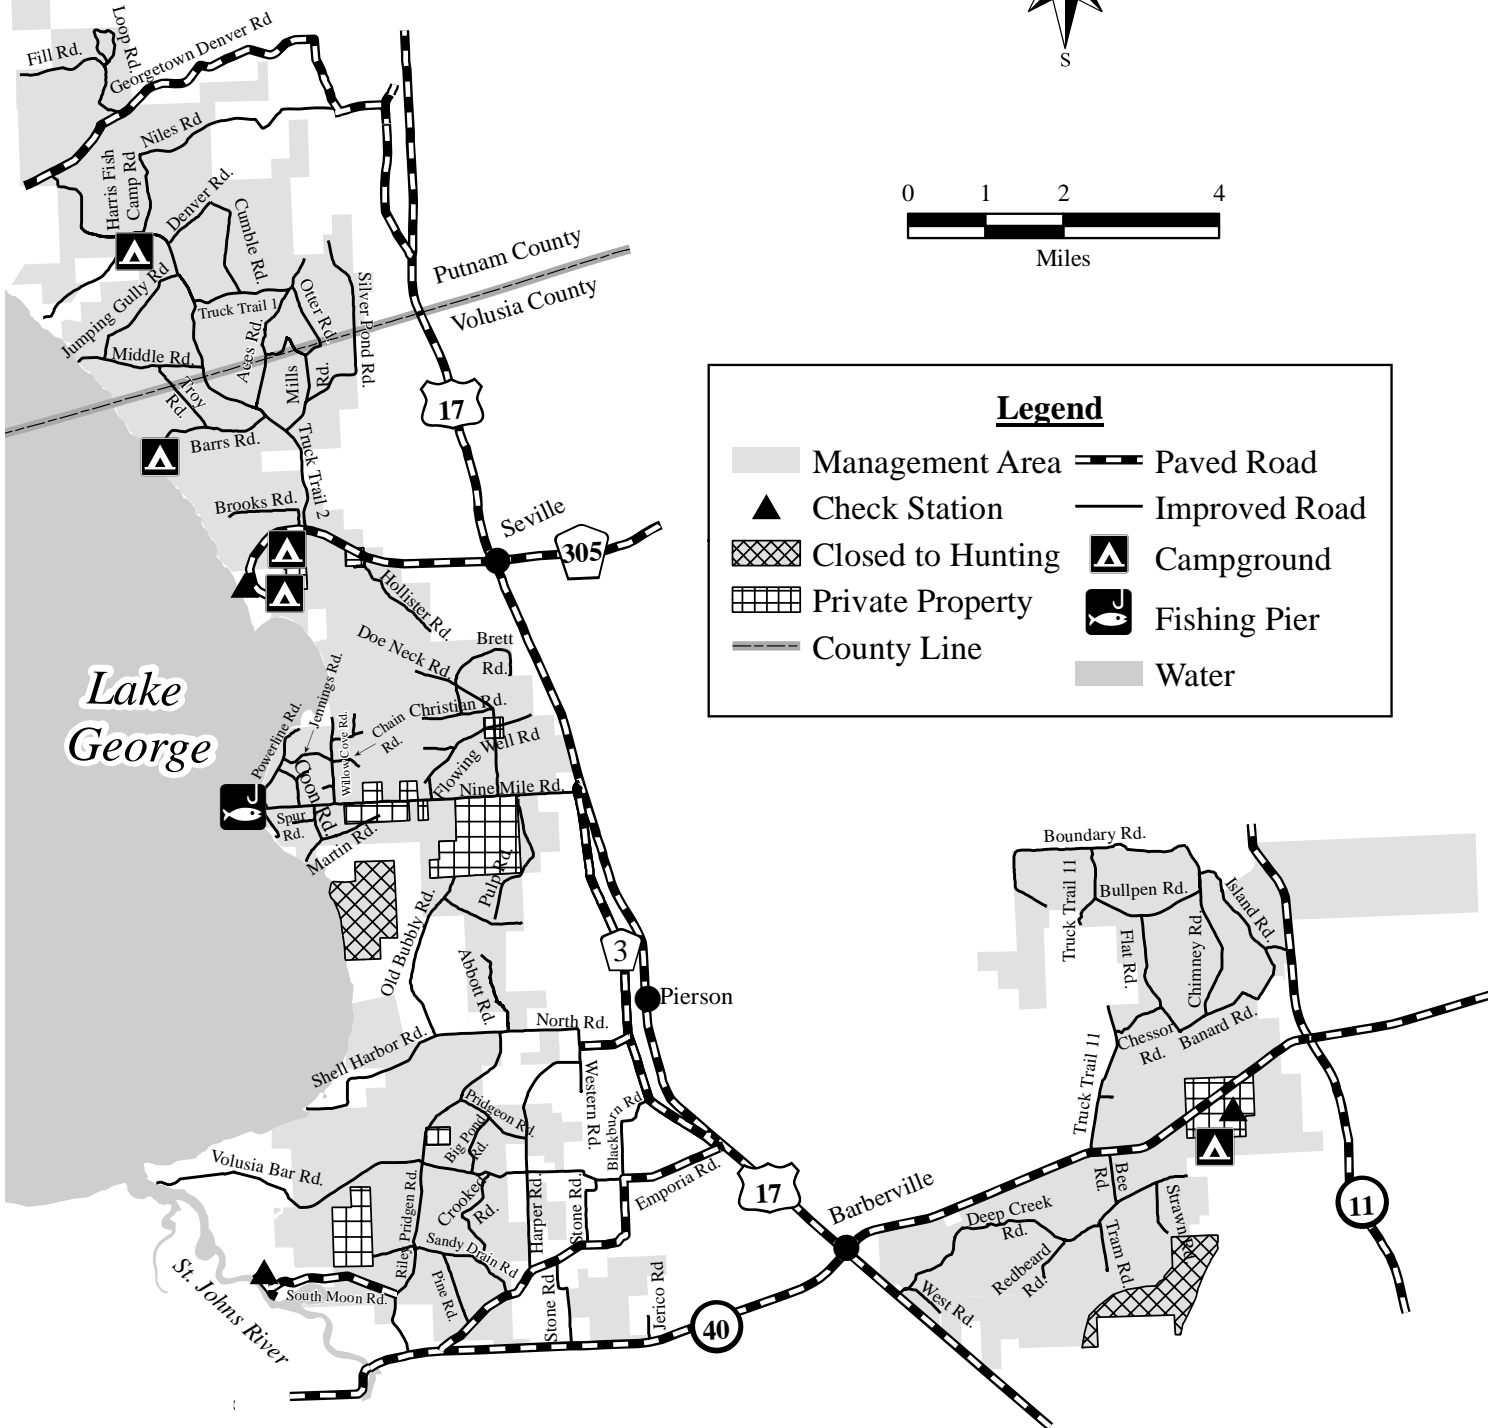 S
Fill Rd.
Loop Rd.
Georgetown Denver Rd
Niles Rd
Harris Fish
Camp Rd
Denver Rd.
Cumble Rd.
0 1 2 4
Miles
Putnam County
Volusia County
Jumping Gully Rd
Truck Trail 1
Otter Rd.
Silver Pond Rd.
Middle Rd.
Aces Rd.
Troy
Rd.
Mills
Rd.
17
Barrs Rd.
Truck Trail 2
Brooks Rd.
Seville
305
Legend
Management Area
Paved Road
Check Station
Improved Road
Closed to Hunting
Campground
Private Property
Fishing Pier
County Line
Water
Hollister Rd.
Doe Neck Rd.
Brett
Rd.
Lake
George
Jennings Rd.
Powerline Rd.
Willow Cove Rd.
Chain
Rd.
Christian Rd.
Flowing Well Rd
Coon Rd.
Nine Mile Rd.
Spur
Rd.
Martin Rd.
Pulp Rd.
Old Bubbly Rd.
Abbott Rd.
3
Pierson
North Rd.
Shell Harbor Rd.
Western Rd.
Blackburn Rd
Pridgeon Rd.
Big Pond
Rd.
Volusia Bar Rd.
Riley Pridgen Rd.
Crooked
Rd.
Harper Rd.
Stone Rd.
Emporia Rd.
17
Sandy Drain Rd
Pine Rd.
South Moon Rd.
St. Johns River
Stone Rd
Jerico Rd
40
Barberville
Boundary Rd.
Truck Trail 11
Bullpen Rd.
Island Rd.
Flat Rd.
Chimney Rd.
Chessor
Rd.
Banard Rd.
Truck Trail 11
Bee
Rd.
Deep Creek
Rd.
Strawn Rd.
Tram Rd.
Redbeard
Rd.
West Rd.
11